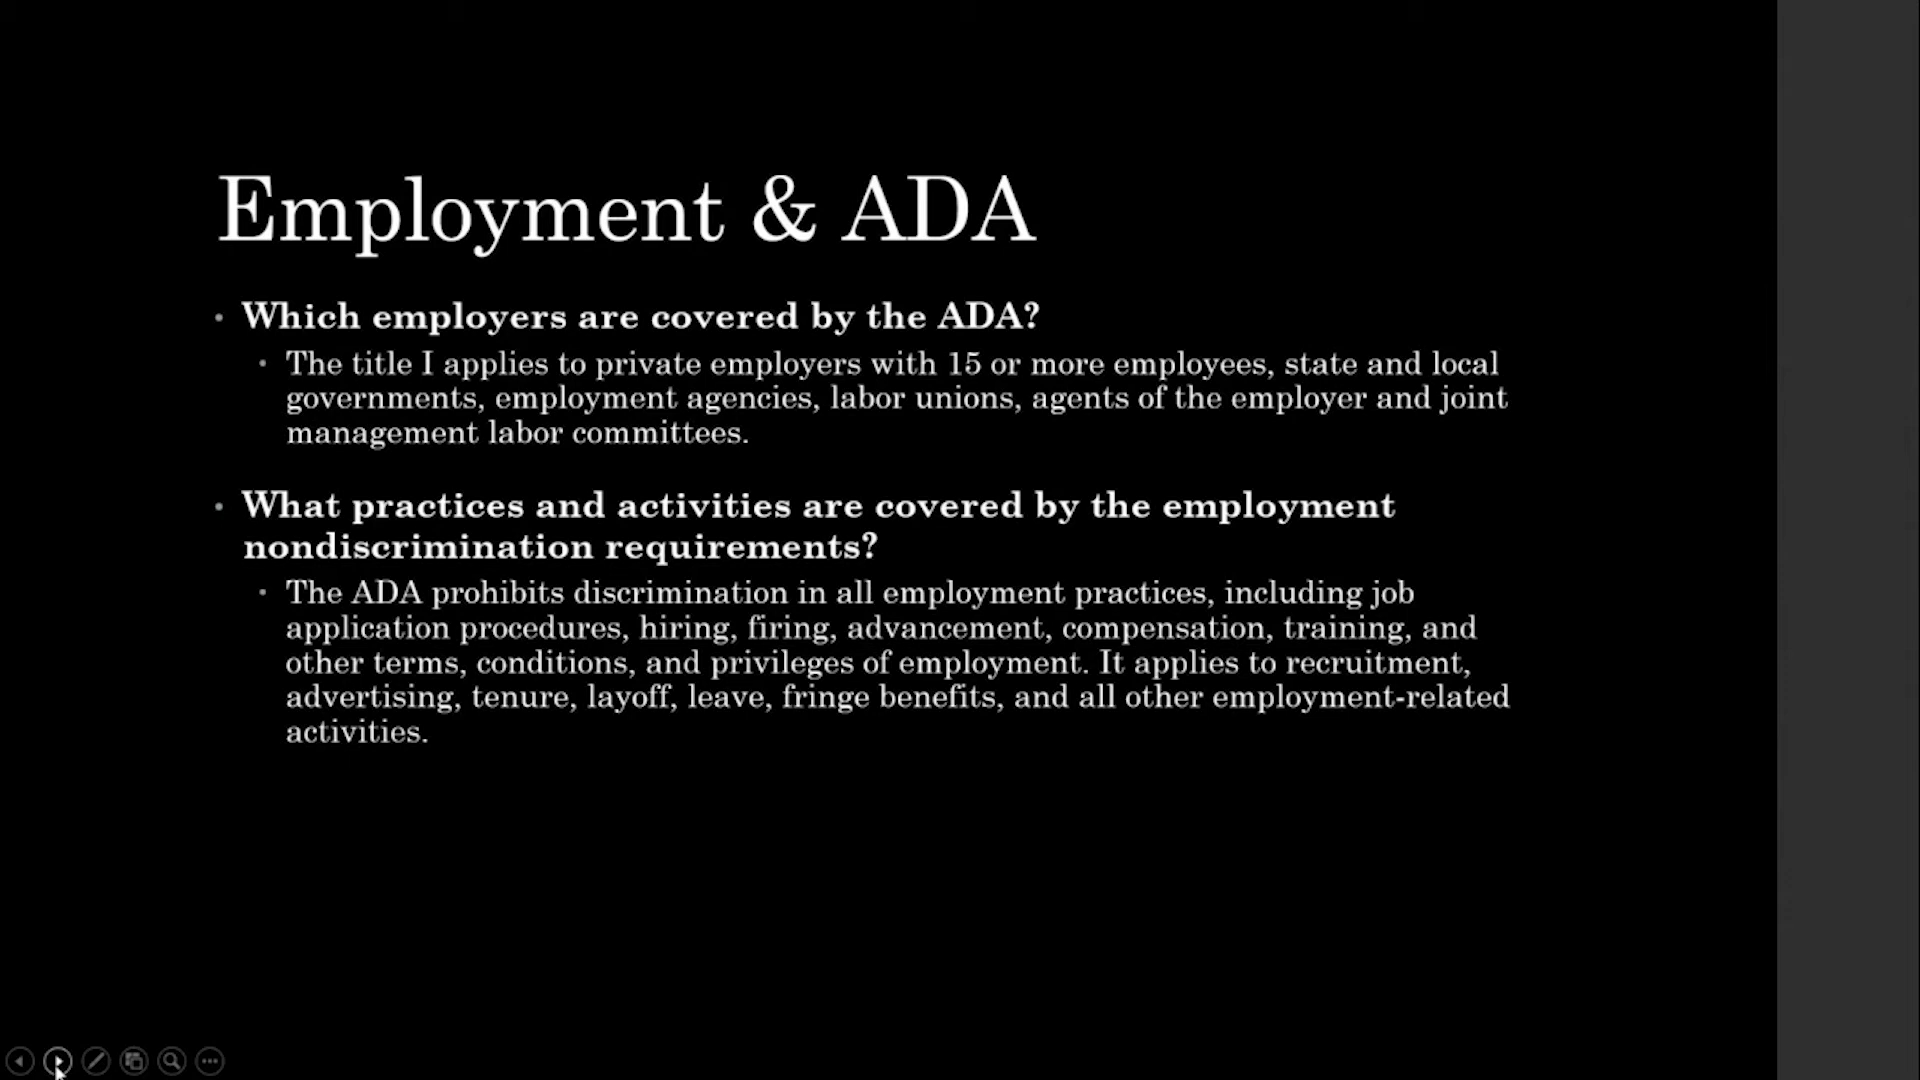 Employment & ADA
• Which employers are covered by the ADA?
• The title I applies to private employers with 15 or more employees, state and local
governments, employment agencies, labor unions, agents of the employer and joint
management labor committees.
• What practices and activities are covered by the employment
nondiscrimination requirements?
• The ADA prohibits discrimination in all employment practices, including job
application procedures, hiring, firing, advancement, compensation, training, and
other terms, conditions, and privileges of employment. It applies to recruitment,
advertising, tenure, layoff, leave, fringe benefits, and all other employment-related
activities.